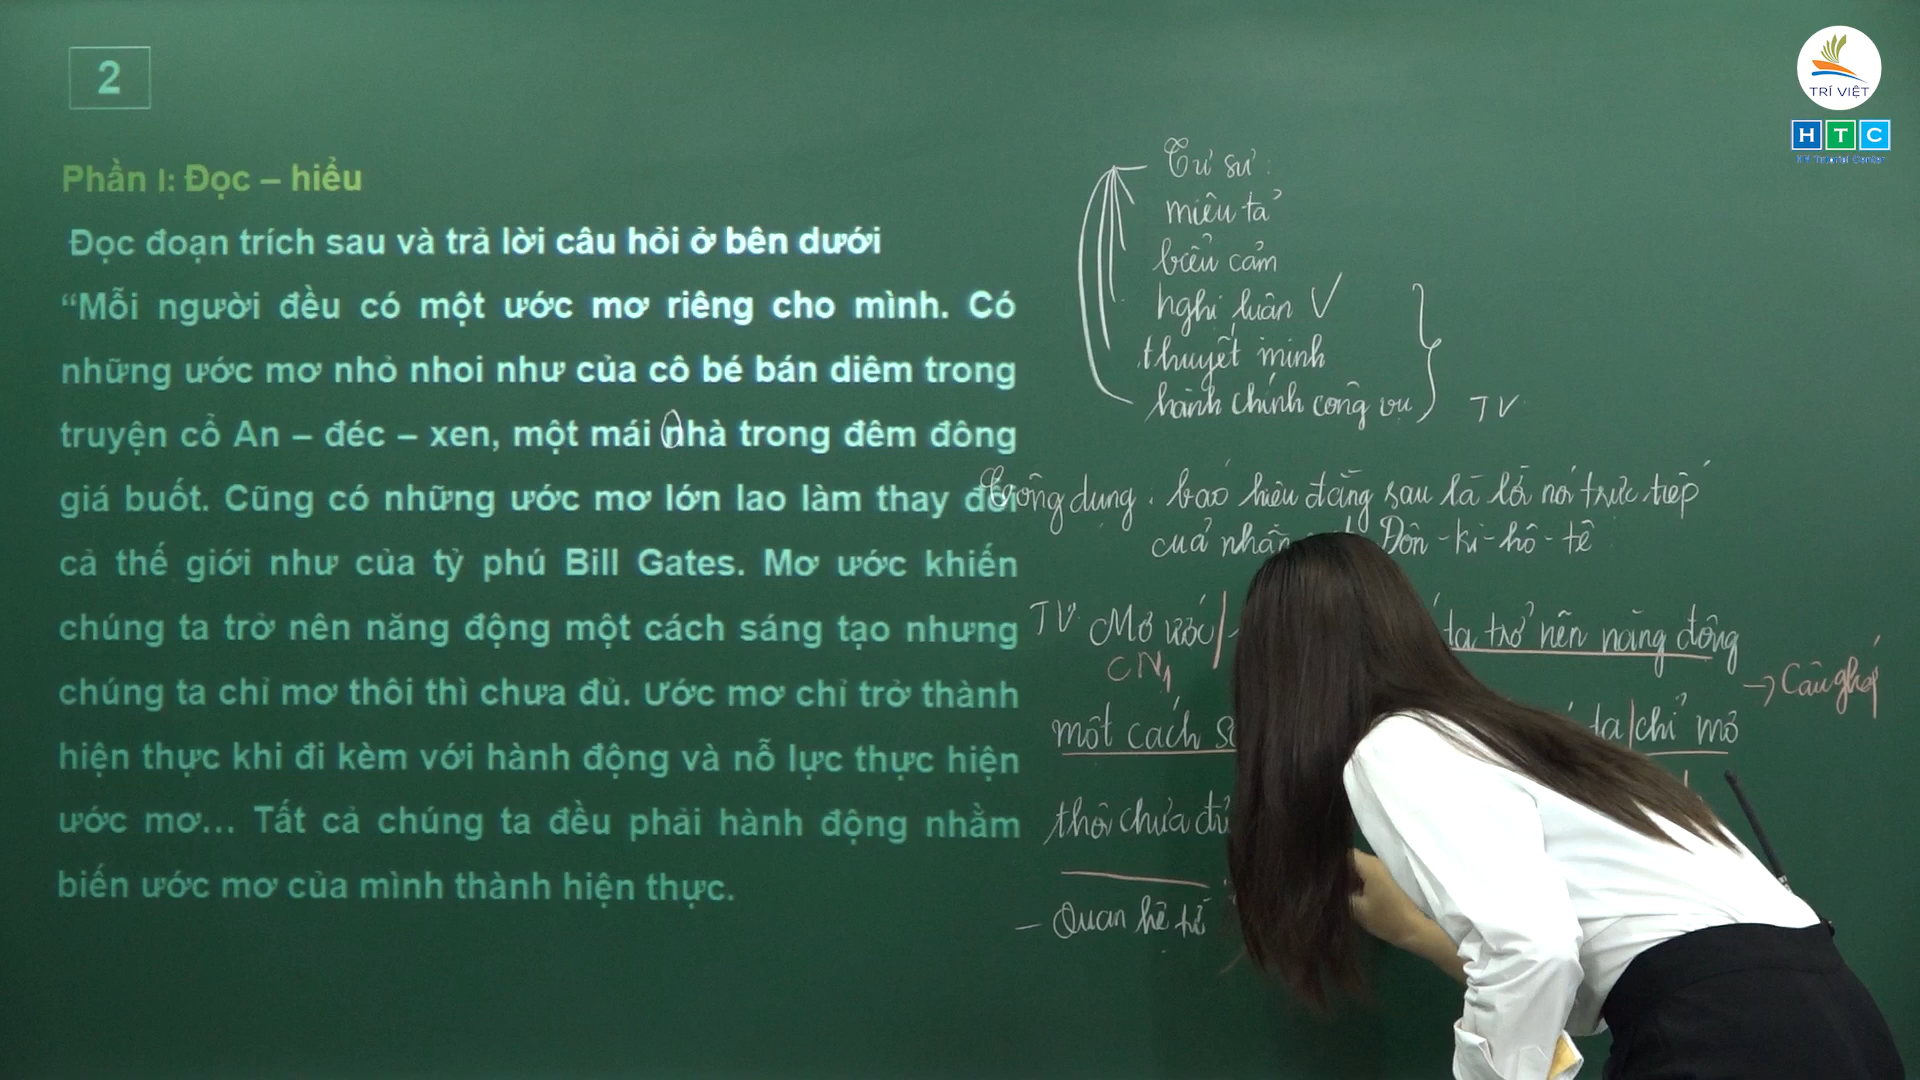 2
TRÍ VIỆT
HTC
Phần I: Đọc – hiểu
Đọc đoạn trích sau và trả lời câu hỏi ở bên dưới
“Mỗi người đều có một ước mơ riêng cho mình. Có
những ước mơ nhỏ nhoi như của cô bé bán diêm trong
truyện cổ An – đéc – xen, một mái nhà trong đêm đông
giá buốt. Cũng có những ước mơ lớn lao làm thay đổi
cả thế giới như của tỷ phú Bill Gates. Mơ ước khiến
chúng ta trở nên năng động một cách sáng tạo nhưng
chúng ta chỉ mơ thôi thì chưa đủ. Ước mơ chỉ trở thành
hiện thực khi đi kèm với hành động và nỗ lực thực hiện
ước mơ... Tất cả chúng ta đều phải hành động nhằm
biến ước mơ của mình thành hiện thực.
Tự sự:
miêu tả
biểu cảm
nghị luận V
thuyết minh
hành chính công vụ TV
Công dụng: báo hiệu đằng sau là lời nói trực tiếp
của Đôn-ki-hô-tê
TV: Mơ ước/ ta trở nên năng động
CN1
→ Câu ghép
một cách ta/chỉ mơ
thôi chưa đủ
- Quan hệ từ